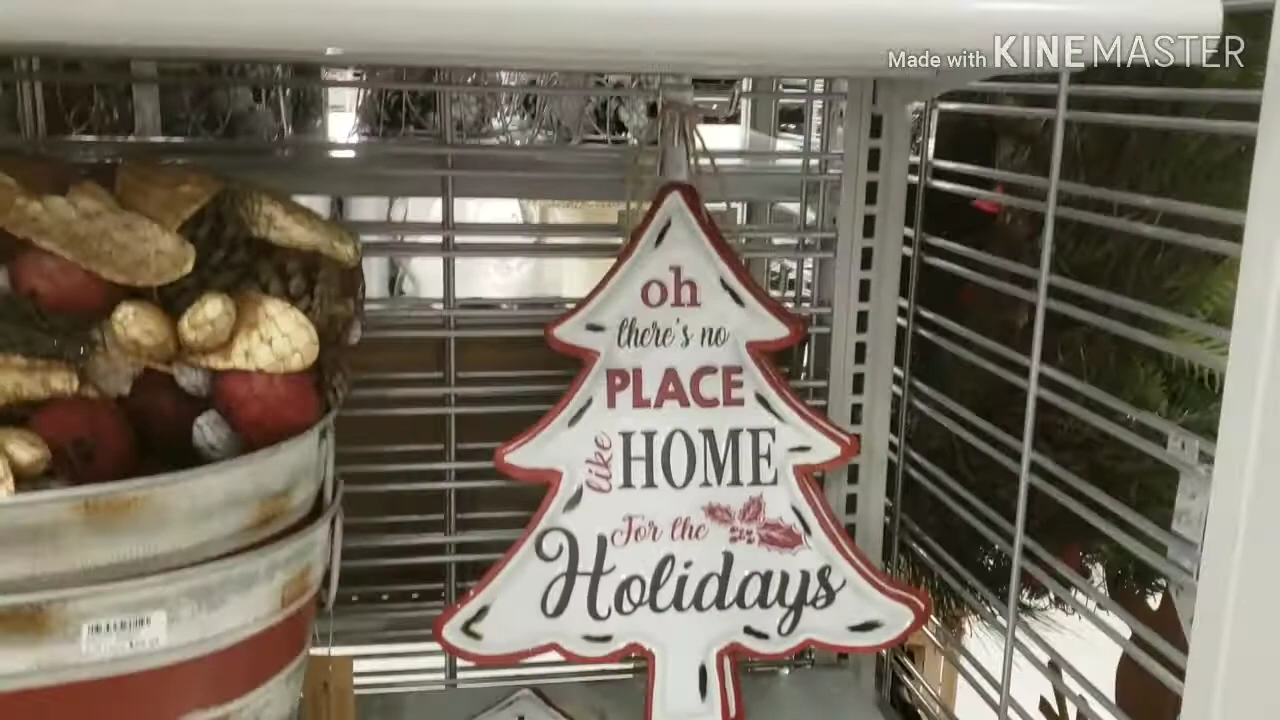 Made with KINEMASTER
oh
there's no
PLACE
like HOME
For the
Holidays